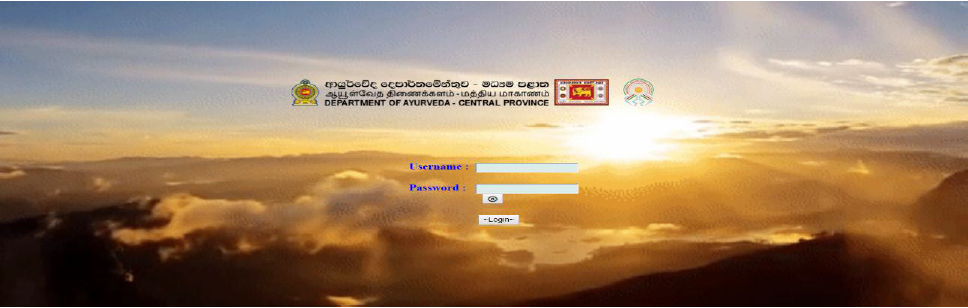 ආයුර්වේද දෙපාර්තමේන්තුව - මධ්‍යම පළාත
ஆயுள்வேத திணைக்களம் - மத்திய மாகாணம்
DEPARTMENT OF AYURVEDA - CENTRAL PROVINCE
Username :
Password :
~Login~